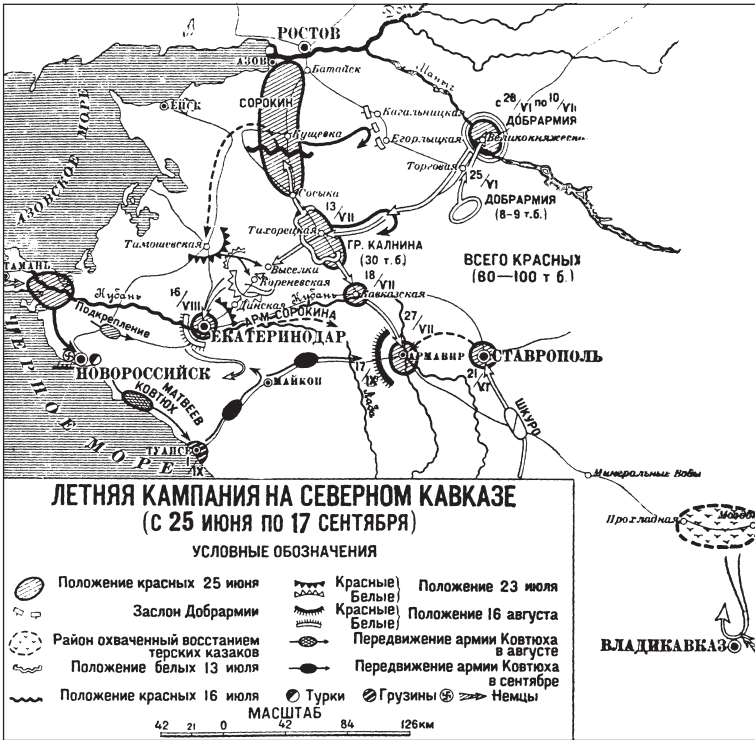 РОСТОВ
АЗОВ
Батайск
СОРОКИН
ЕЙСК
АЗОВСКОЕ МОРЕ
Кущевка
Кагальницкая
Егорлыцкая
Маныч
с 28/VI по 10/VII
ДОБРАРМИЯ
Торговая
25/VI
ДОБРАРМИЯ
(8-9 т.б.)
Сосыка
13/VII
Тихорецкая
ГР. КАЛНИНА
(30 т.б.)
ВСЕГО КРАСНЫХ
(80—100 т б.)
Тимошевская
Выселки
Кореневская
18/VII
Кавказская
ТАМАНЬ
Кубань
Подкрепление
16/VIII
Динская
Кубань
АРМ. СОРОКИНА
ЕКАТЕРИНОДАР
27/VII
АРМАВИР
СТАВРОПОЛЬ
21/VI
17/IX
Лаба
МАЙКОП
НОВОРОССИЙСК
МАТВЕЕВ
КОВТЮХ
ШКУРО
ЧЕРНОЕ МОРЕ
ТУАПСЕ
1/IX
Минеральные Воды
Прохладная
ВЛАДИКАВКАЗ
ЛЕТНЯЯ КАМПАНИЯ НА СЕВЕРНОМ КАВКАЗЕ
(С 25 ИЮНЯ ПО 17 СЕНТЯБРЯ)
УСЛОВНЫЕ ОБОЗНАЧЕНИЯ
Положение красных 25 июня
Заслон Добрармии
Район охваченный восстанием
терских казаков
Положение белых 13 июля
Положение красных 16 июля
Красные
Белые
Положение 23 июля
Красные
Белые
Положение 16 августа
Передвижение армии Ковтюха
в августе
Передвижение армии Ковтюха
в сентябре
Турки Грузины Немцы
МАСШТАБ
42 21 0 42 84 126км